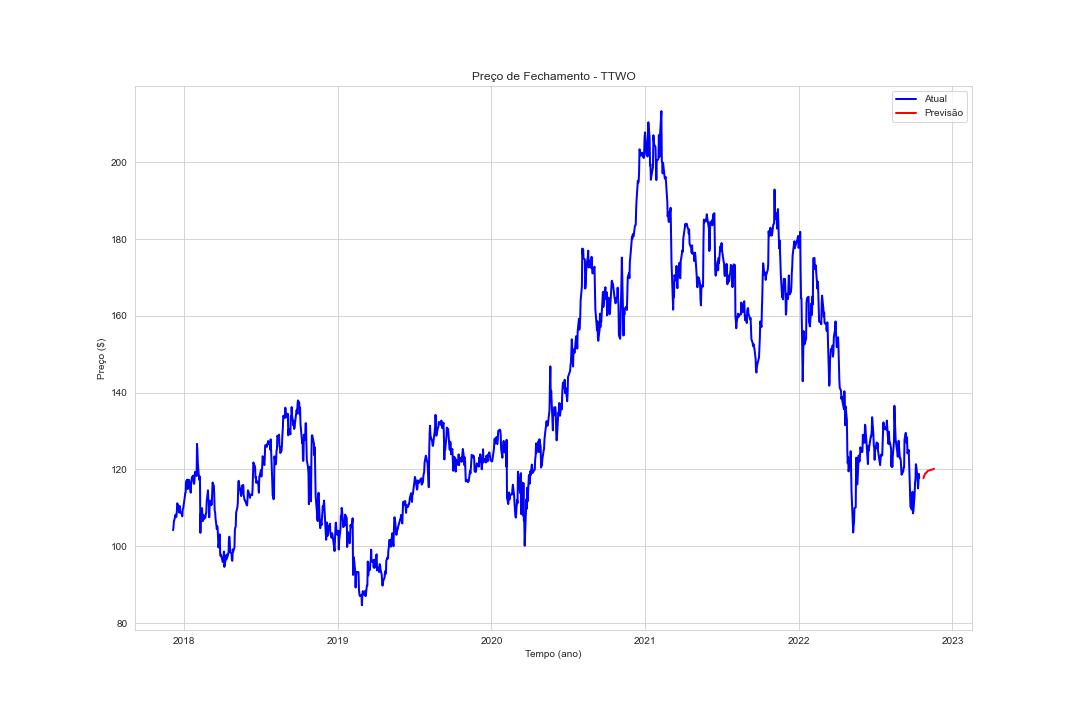 Preço de Fechamento - TTWO
Atual
Previsão
200
180
160
140
120
100
80
Preço ($)
2018
2019
2020
2021
2022
2023
Tempo (ano)